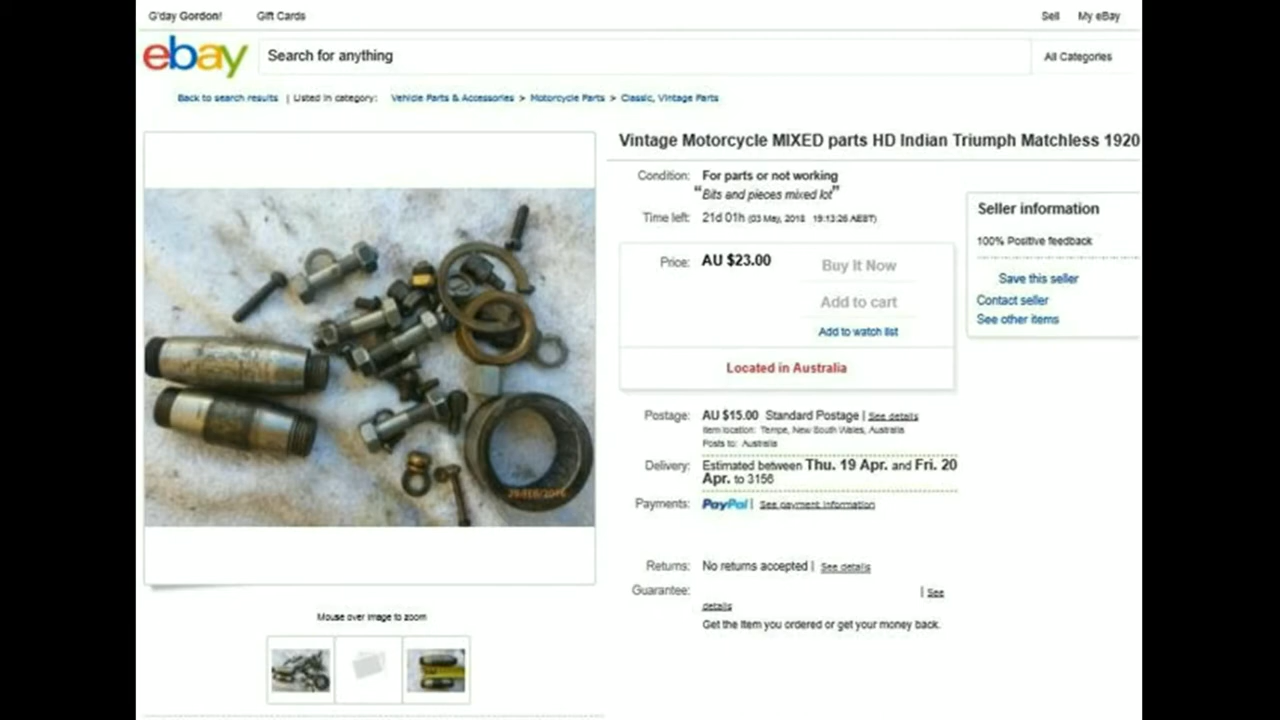 G'day Gordon! Gift Cards Sell My eBay
ebay Search for anything All Categories
Back to search results | Listed in category: Vehicle Parts & Accessories > Motorcycle Parts > Classic, Vintage Parts
Vintage Motorcycle MIXED parts HD Indian Triumph Matchless 1920
Condition: For parts or not working
"Bits and pieces mixed lot"
Time left: 21d 01h (03 May, 2018 19:13:26 AEST)
Price: AU $23.00
Buy It Now
Add to cart
Add to watch list
Located in Australia
Seller information
100% Positive feedback
Save this seller
Contact seller
See other items
Postage: AU $15.00 Standard Postage | See details
Item location: Tempe, New South Wales, Australia
Posts to: Australia
Delivery: Estimated between Thu. 19 Apr. and Fri. 20
Apr. to 3156
Payments: PayPal | See payment information
Returns: No returns accepted | See details
Guarantee: | See
details
Get the item you ordered or get your money back.
Mouse over image to zoom